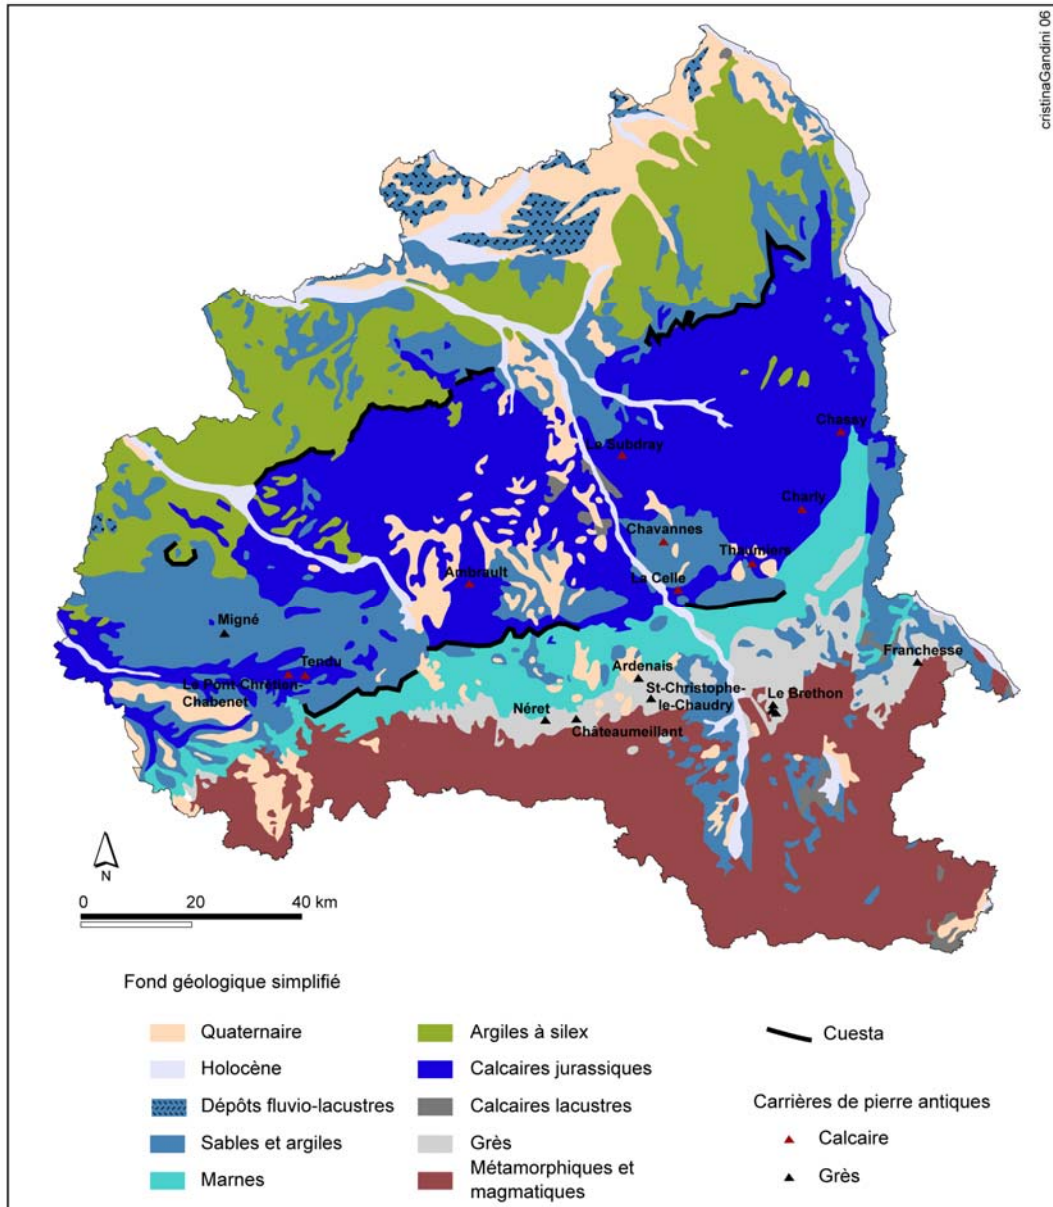 cristinaGandini 06
Chassy
Le Subdray
Charly
Chavannes
Thaumiers
Ambrault
La Celle
Migné
Franchesse
Tendu
Le Pont-Chrétien-
Chabenet
Ardenais
St-Christophe-
le-Chaudry
Le Brethon
Néret
Châteaumeillant
N
0 20 40 km
Fond géologique simplifié
Quaternaire
Holocène
Dépôts fluvio-lacustres
Sables et argiles
Marnes
Argiles à silex
Calcaires jurassiques
Calcaires lacustres
Grès
Métamorphiques et
magmatiques
Cuesta
Carrières de pierre antiques
Calcaire
Grès